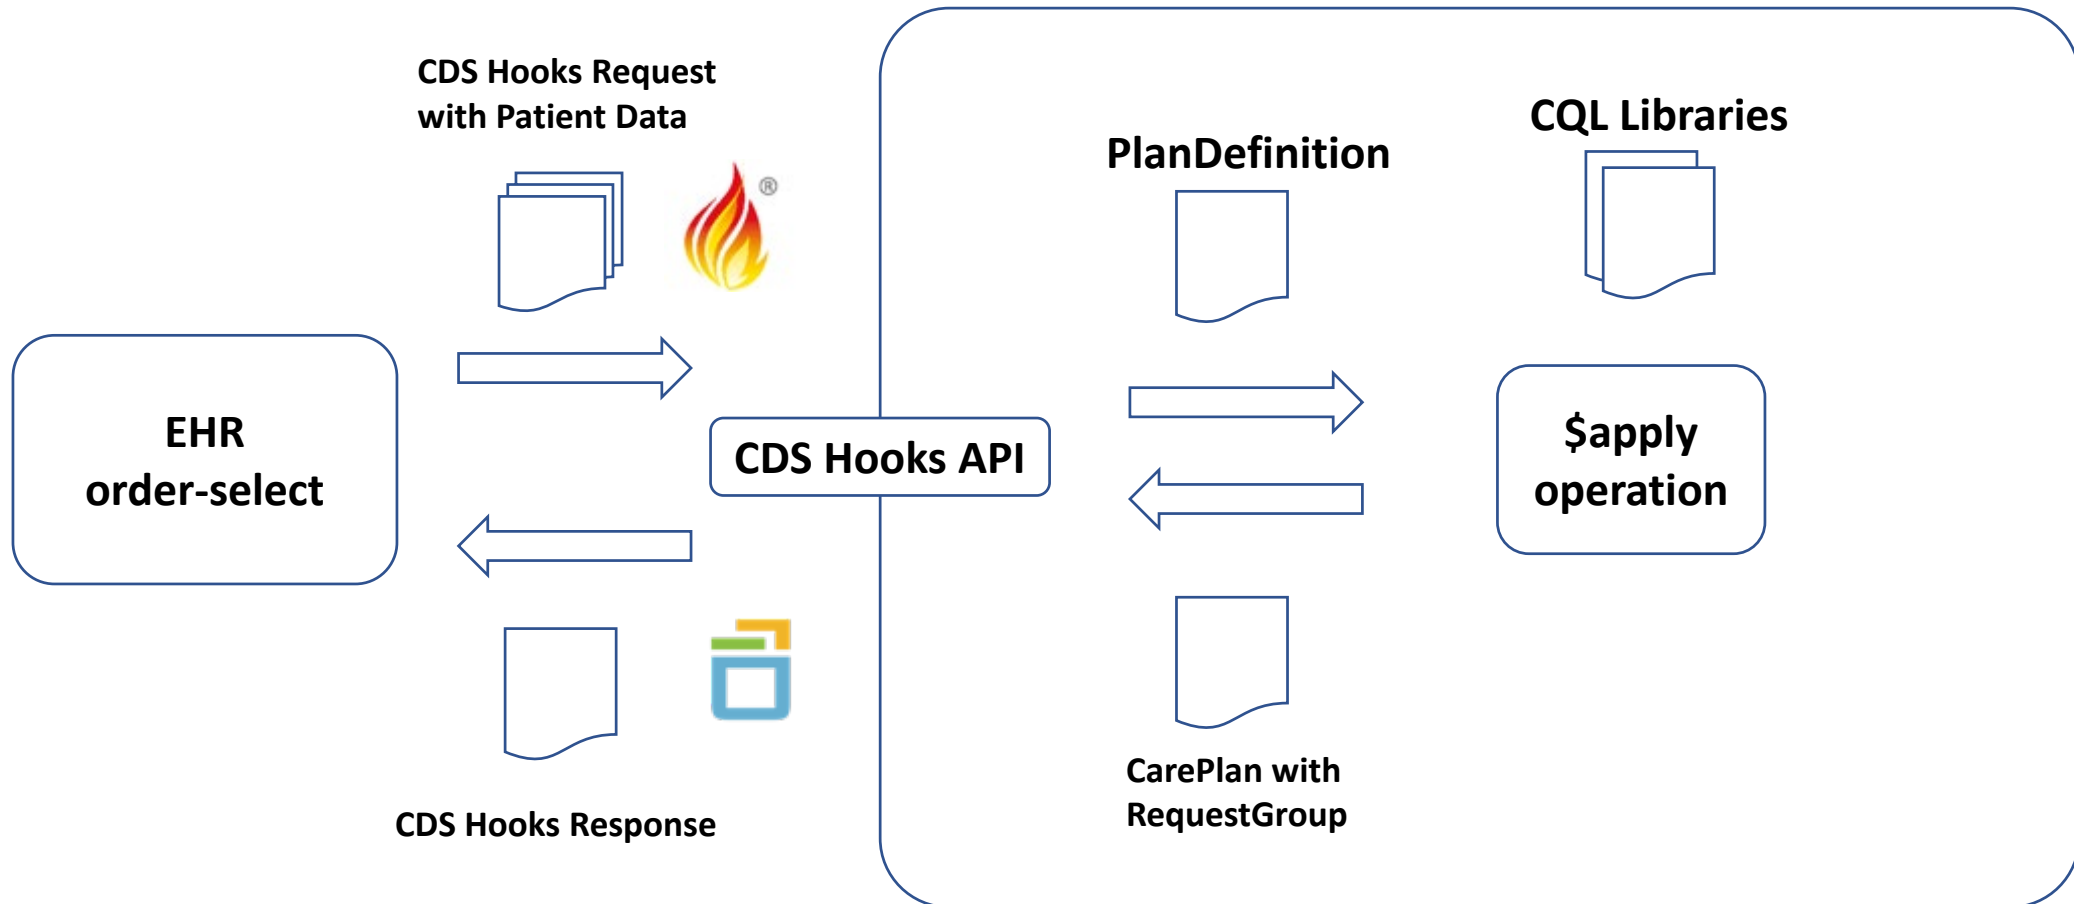 CDS Hooks Request
with Patient Data
®
PlanDefinition
CQL Libraries
EHR
order-select
CDS Hooks API
$apply
operation
CDS Hooks Response
CarePlan with
RequestGroup